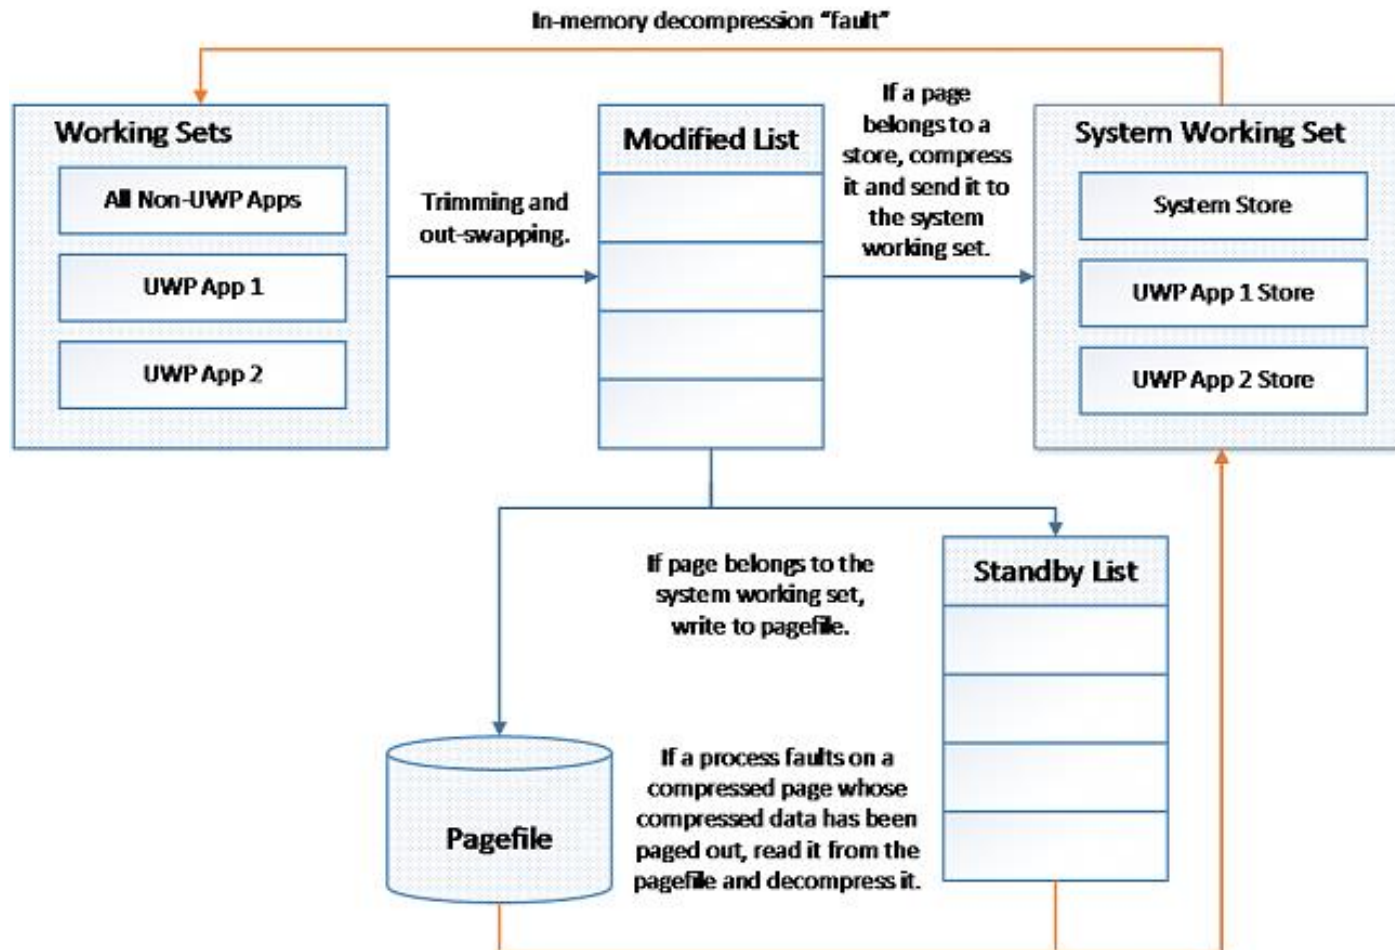 In-memory decompression “fault”
Working Sets
All Non-UWP Apps
UWP App 1
UWP App 2
Trimming and
out-swapping.
Modified List
If a page
belongs to a
store, compress
it and send it to
the system
working set.
System Working Set
System Store
UWP App 1 Store
UWP App 2 Store
If page belongs to the
system working set,
write to pagefile.
Standby List
Pagefile
If a process faults on a
compressed page whose
compressed data has been
paged out, read it from the
pagefile and decompress it.